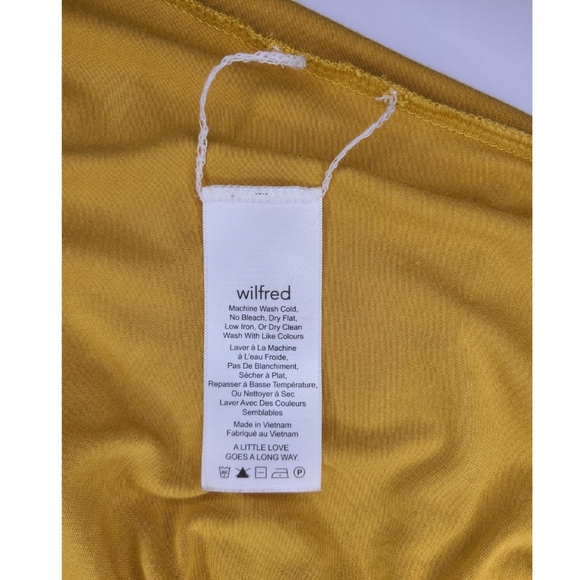 wilfred
Machine Wash Cold,
No Bleach, Dry Flat,
Low Iron, Or Dry Clean
Wash With Like Colours
Laver à La Machine
à L'eau Froide,
Pas De Blanchiment,
Sécher à Plat,
Repasser à Basse Température,
Ou Nettoyer à Sec
Laver Avec Des Couleurs
Semblables
Made in Vietnam
Fabriqué au Vietnam
A LITTLE LOVE
GOES A LONG WAY.
P